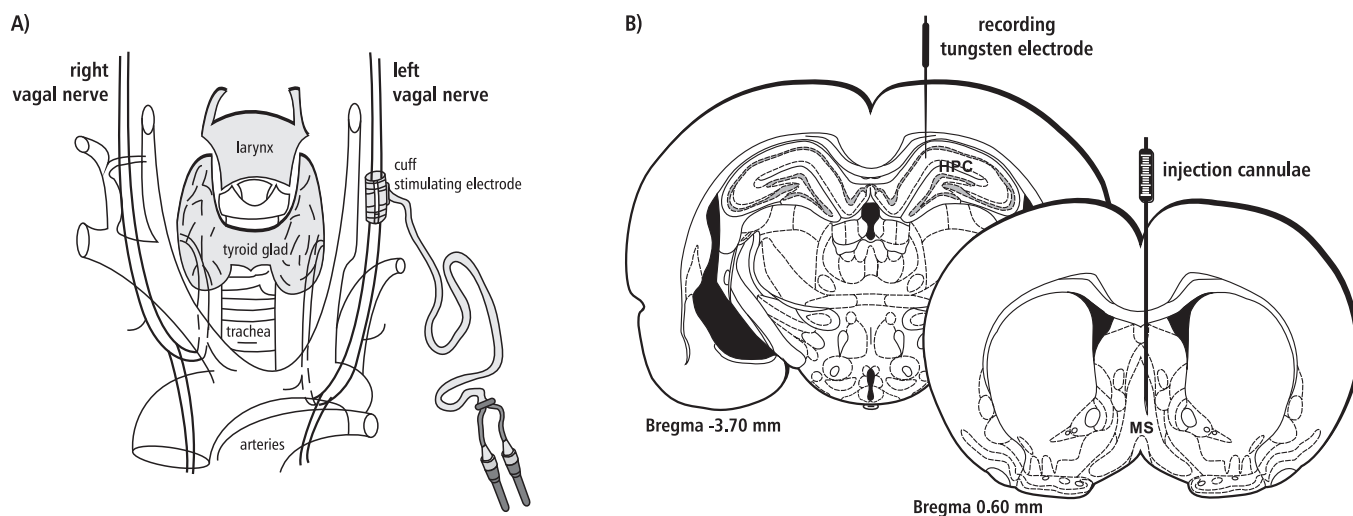 A)
right
vagal nerve
left
vagal nerve
larynx
cuff
stimulating electrode
tyroid glad
trachea
arteries
B)
recording
tungsten electrode
HPC
injection cannulae
Bregma -3.70 mm
MS
Bregma 0.60 mm